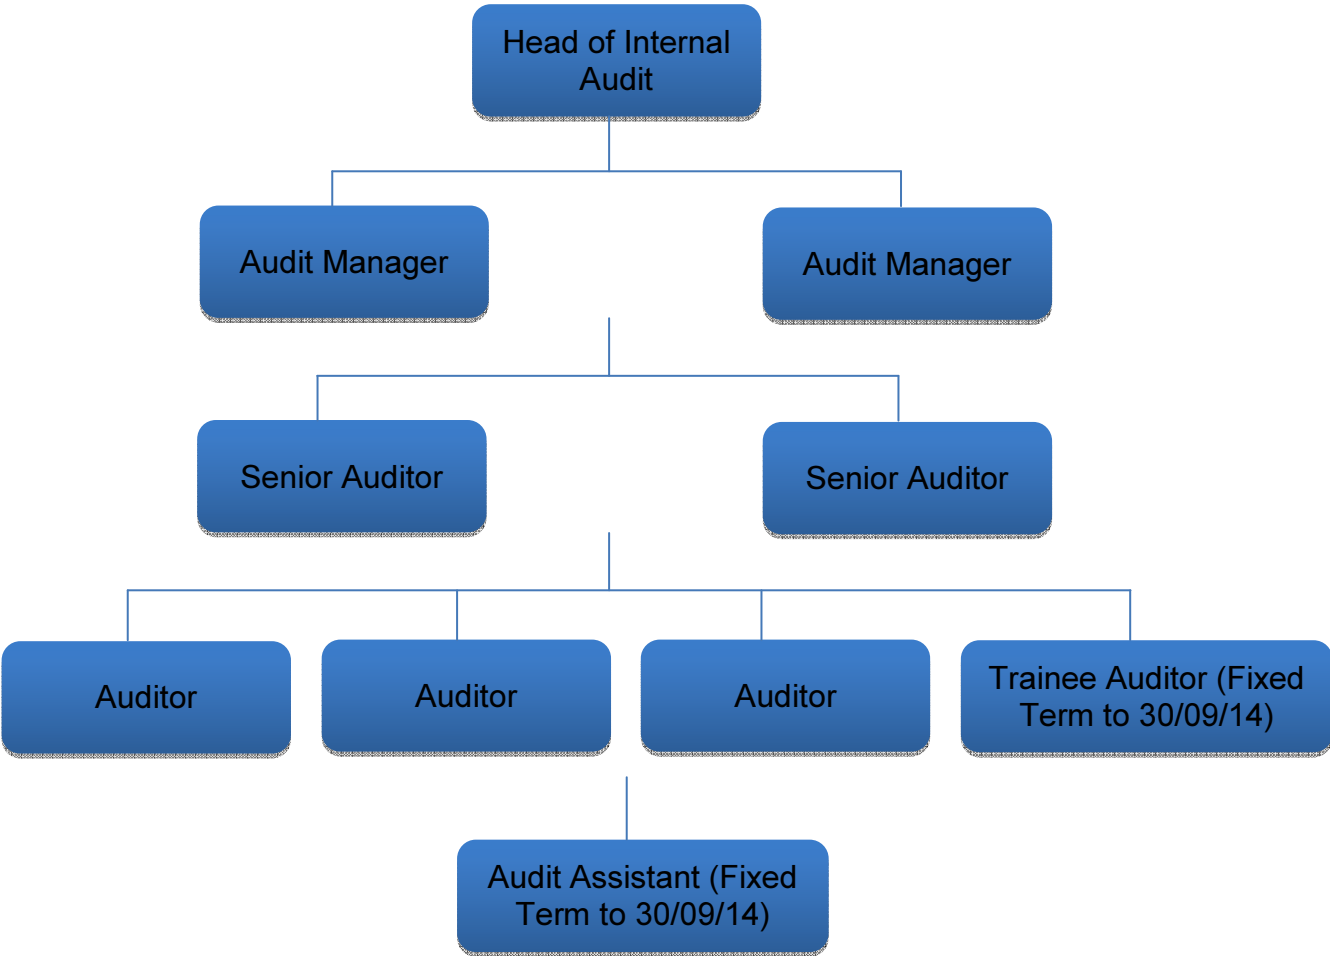 Head of Internal
Audit
Audit Manager
Audit Manager
Senior Auditor
Senior Auditor
Auditor
Auditor
Auditor
Trainee Auditor (Fixed
Term to 30/09/14)
Audit Assistant (Fixed
Term to 30/09/14)